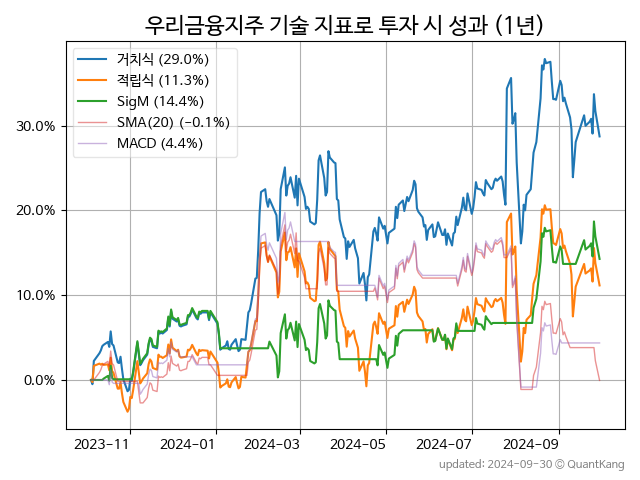 우리금융지주 기술 지표로 투자 시 성과 (1년)
거치식 (29.0%)
적립식 (11.3%)
SigM (14.4%)
SMA(20) (−0.1%)
MACD (4.4%)
30.0%
20.0%
10.0%
0.0%
2023-11 2024-01 2024-03 2024-05 2024-07 2024-09
updated: 2024-09-30 © QuantKang